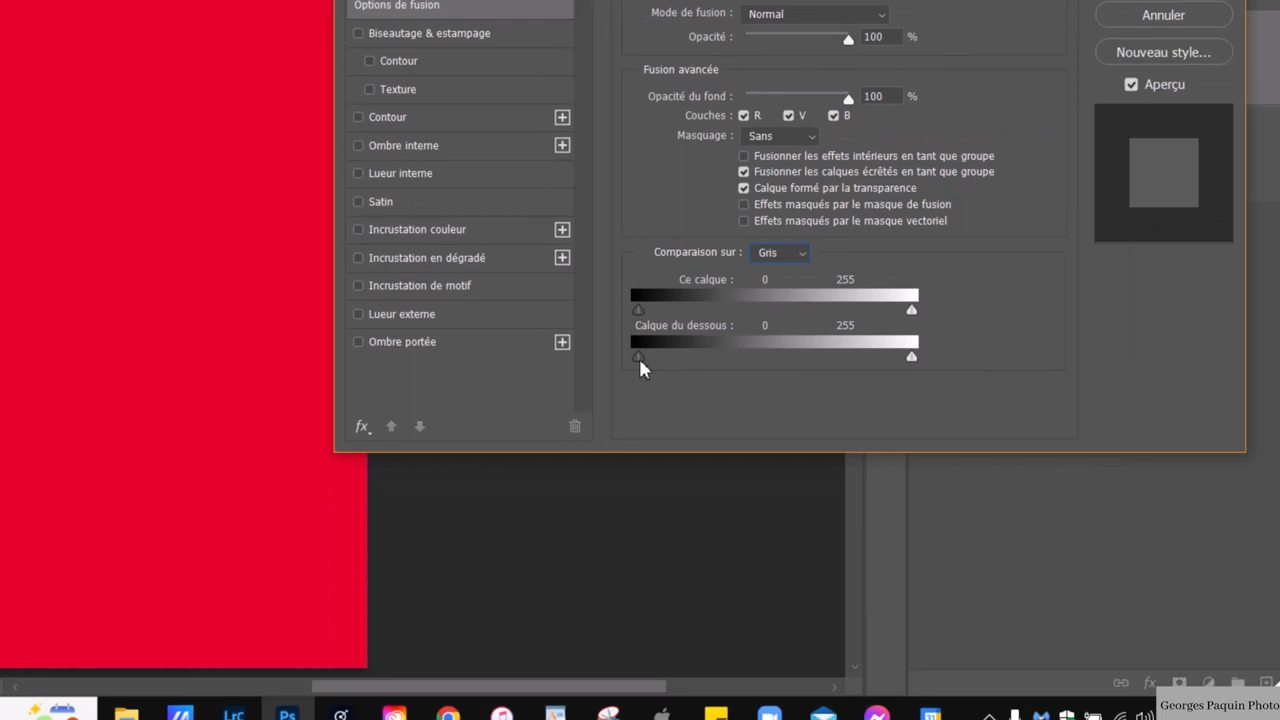 Options de fusion
Mode de fusion : Normal
Annuler
Biseautage & estampage
Opacité : 100 %
Nouveau style...
Contour
Fusion avancée
Aperçu
Texture
Opacité du fond : 100 %
Contour
Couches : R V B
Masquage : Sans
Ombre interne
Fusionner les effets intérieurs en tant que groupe
Lueur interne
Fusionner les calques écrêtés en tant que groupe
Calque formé par la transparence
Satin
Effets masqués par le masque de fusion
Effets masqués par le masque vectoriel
Incrustation couleur
Comparaison sur : Gris
Incrustation en dégradé
Ce calque : 0 255
Incrustation de motif
Lueur externe
Calque du dessous : 0 255
Ombre portée
fx
fx
Georges Paquin Photo
Lrc
Ps